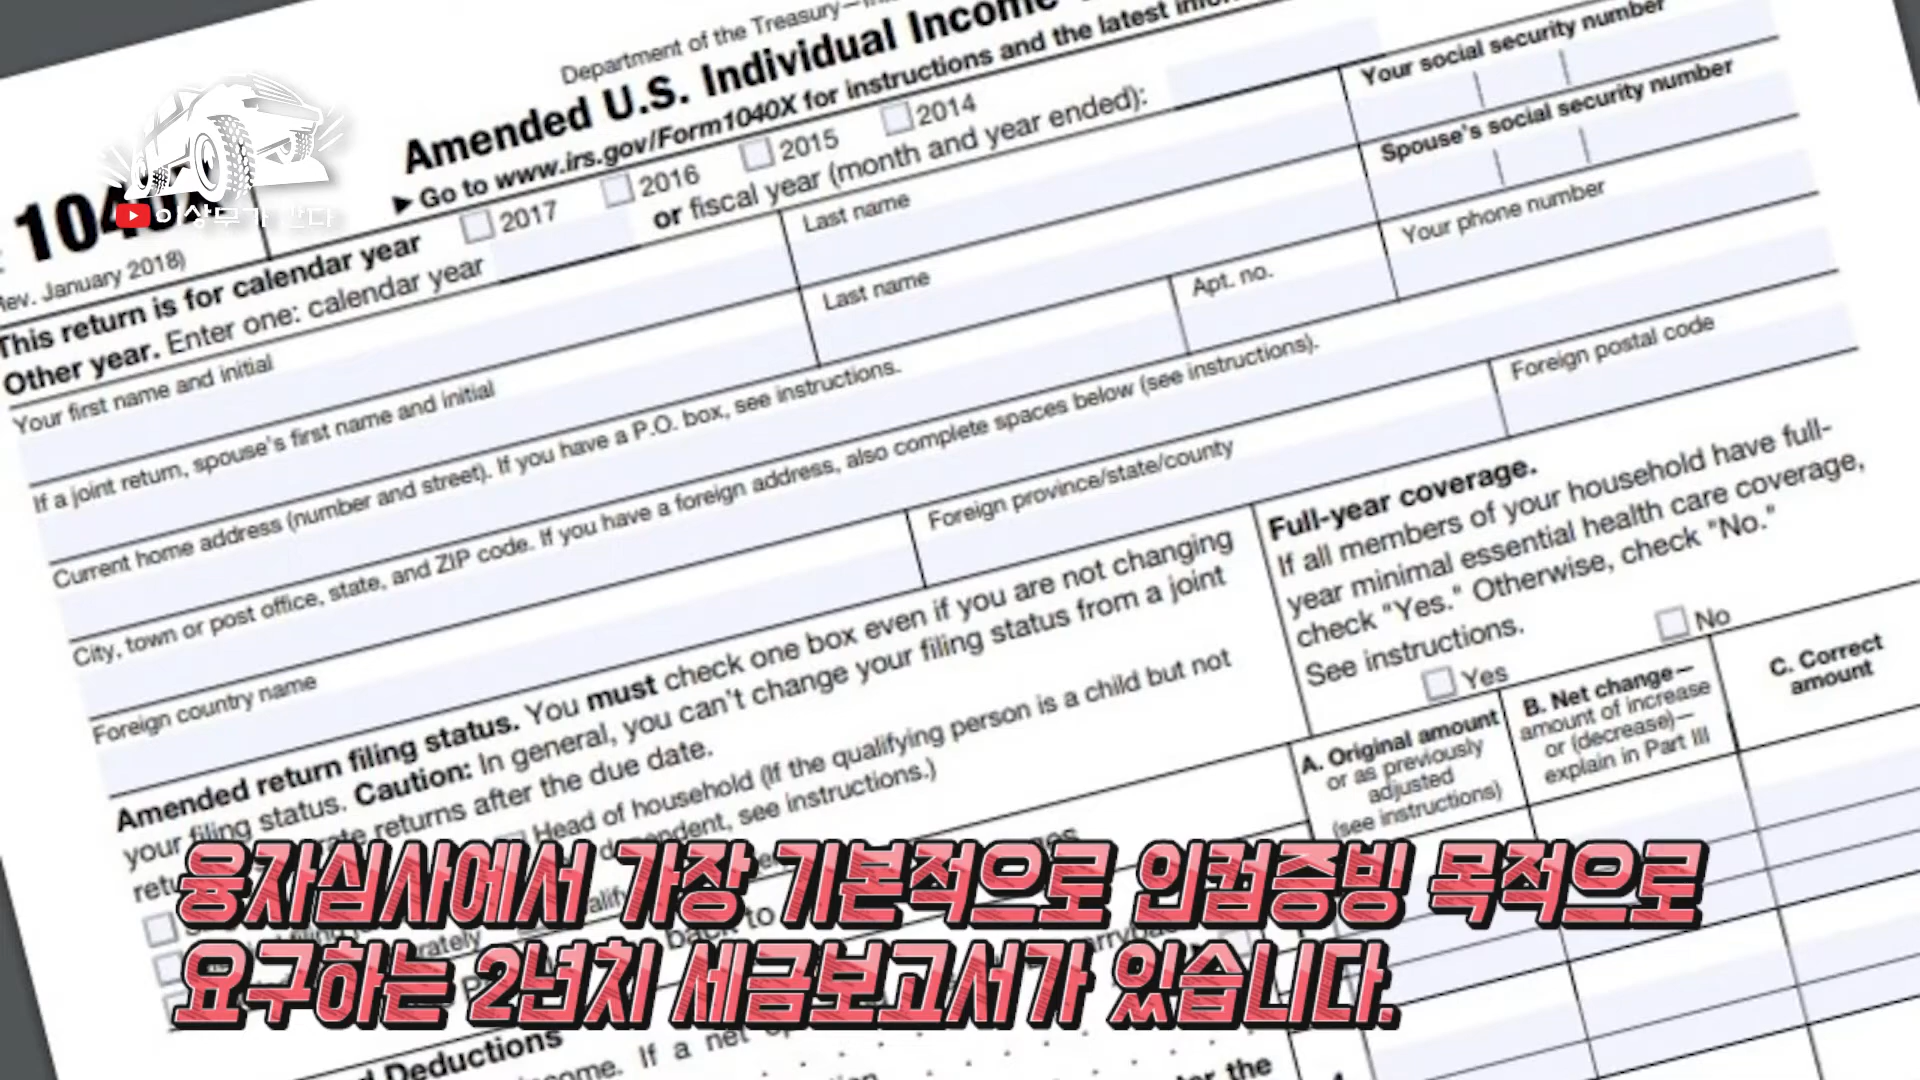 Department of the Treasury—
Amended U.S. Individual Income
▶ Go to www.irs.gov/Form1040X for instructions and the latest
1040X
이상무가 간다
(Rev. January 2018)
This return is for calendar year 2017 2016 2015 2014
Other year. Enter one: calendar year or fiscal year (month and year ended):
Your first name and initial
Last name
Your social security number
If a joint return, spouse's first name and initial
Last name
Spouse's social security number
Current home address (number and street). If you have a P.O. box, see instructions.
Apt. no.
Your phone number
City, town or post office, state, and ZIP code. If you have a foreign address, also complete spaces below (see instructions).
Foreign country name
Foreign province/state/county
Foreign postal code
Amended return filing status. You must check one box even if you are not changing
your filing status. Caution: In general, you can't change your filing status from a joint
returns after the due date.
Full-year coverage.
If all members of your household have full-
year minimal essential health care coverage,
check "Yes." Otherwise, check "No."
See instructions.
Yes No
Head of household (If the qualifying person is a child but not
dependent, see instructions.)
A. Original amount
or as previously
adjusted
(see instructions)
B. Net change—
amount of increase
or (decrease)—
explain in Part III
C. Correct
amount
back to
융자심사에서 가장 기본적으로 인컴증빙 목적으로
요구하는 2년치 세금보고서가 있습니다.
Deductions
If a net
the